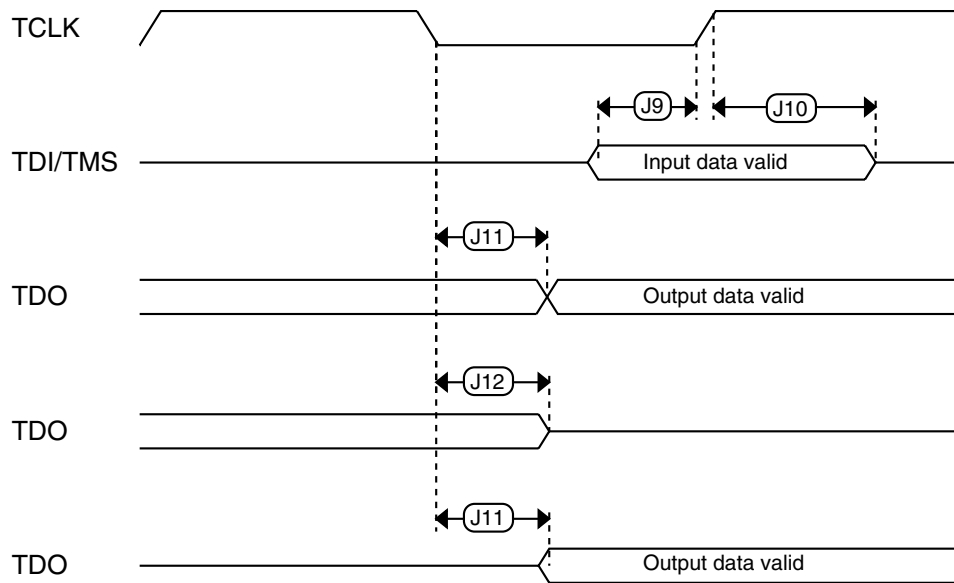 TCLK
J9
J10
TDI/TMS
Input data valid
J11
TDO
Output data valid
J12
TDO
J11
TDO
Output data valid